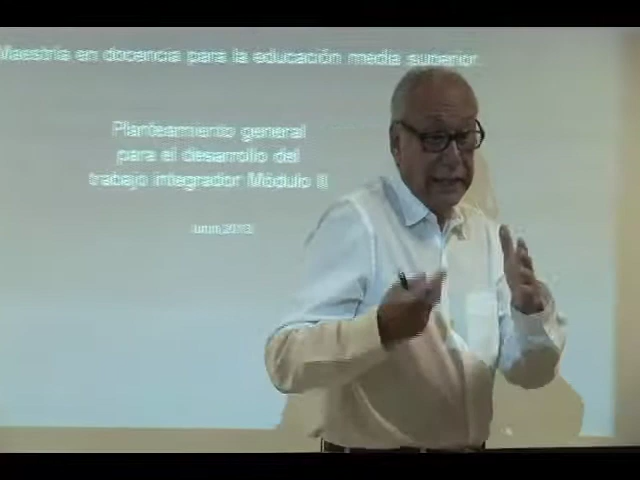 Maestría en docencia para la educación media superior.
Planteamiento general
para el desarrollo del
trabajo integrador Módulo II